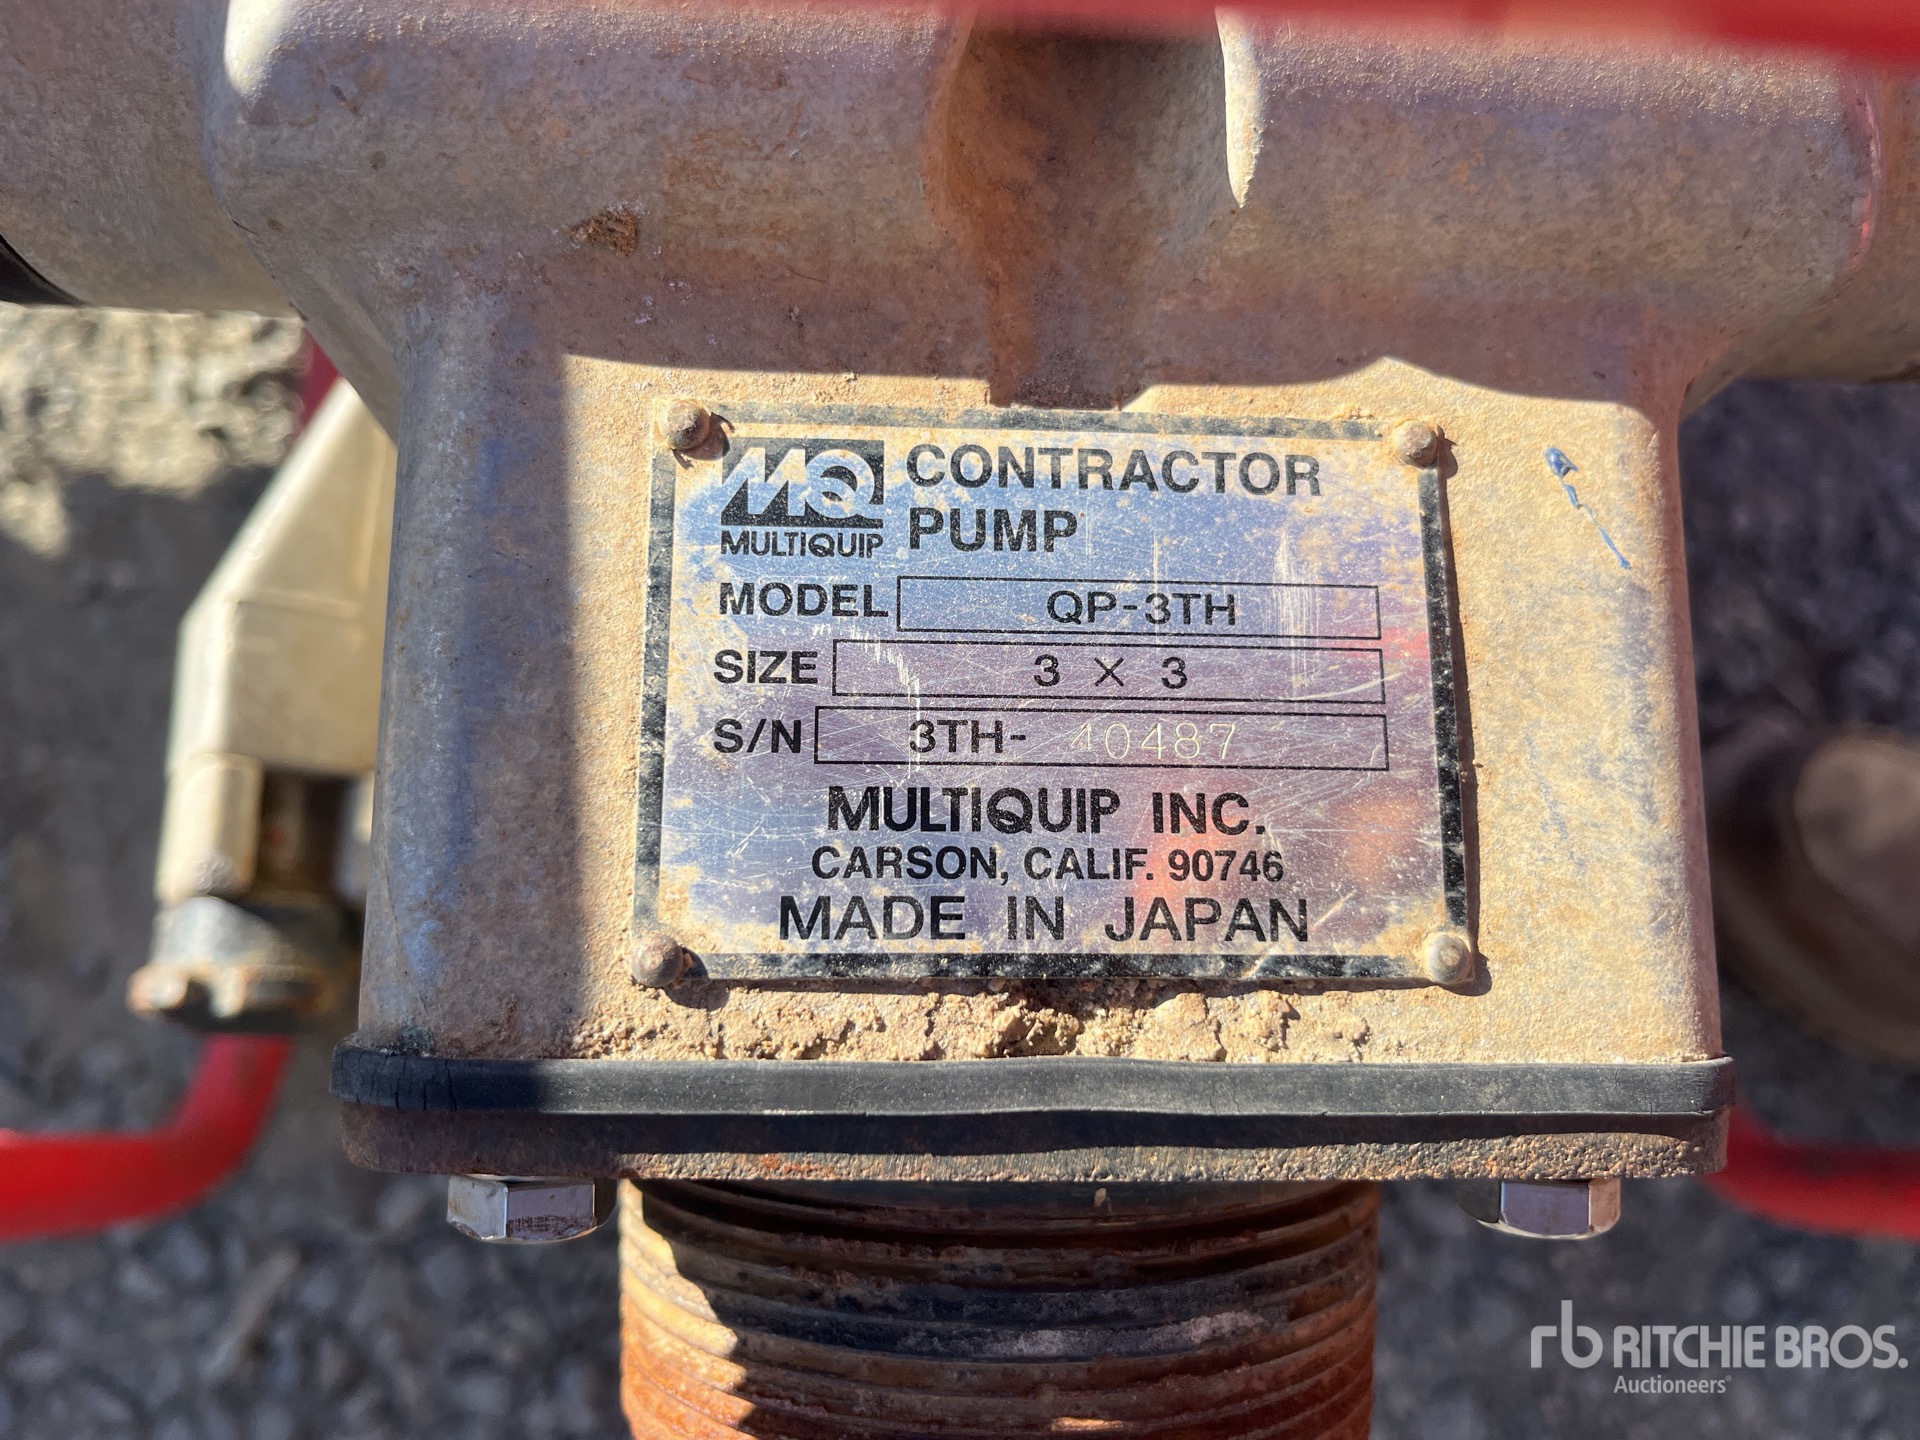 MQ
MULTIQUIP
CONTRACTOR
PUMP
MODEL QP-3TH
SIZE 3 X 3
S/N 3TH- 40487
MULTIQUIP INC.
CARSON, CALIF. 90746
MADE IN JAPAN
rb RITCHIE BROS.
Auctioneers